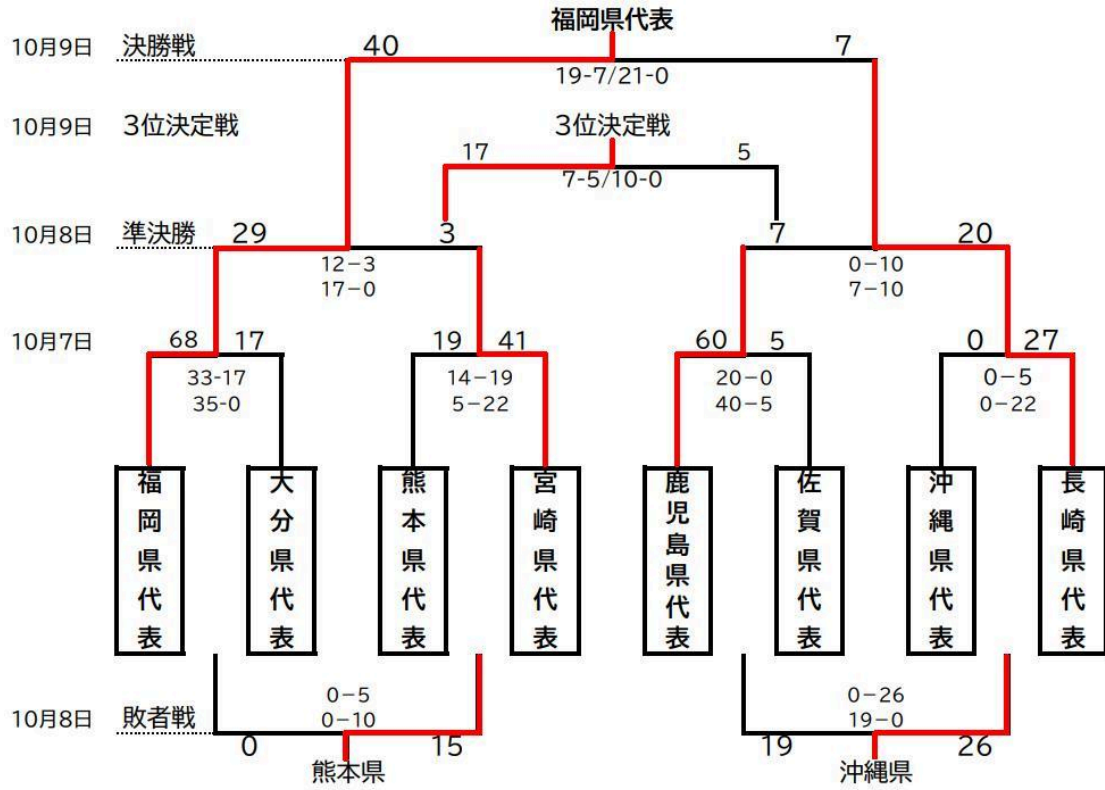 福岡県代表
10月9日 決勝戦 40 7
19-7/21-0
10月9日 3位決定戦 3位決定戦
17 5
7-5/10-0
10月8日 準決勝 29 3 7 20
12−3 0−10
17−0 7−10
10月7日 68 17 19 41 60 5 0 27
33-17 14−19 20−0 0−5
35-0 5−22 40−5 0−22
福岡県代表
大分県代表
熊本県代表
宮崎県代表
鹿児島県代表
佐賀県代表
沖縄県代表
長崎県代表
0−5 0−26
10月8日 敗者戦 0−10 19−0
0 15 19 26
熊本県 沖縄県